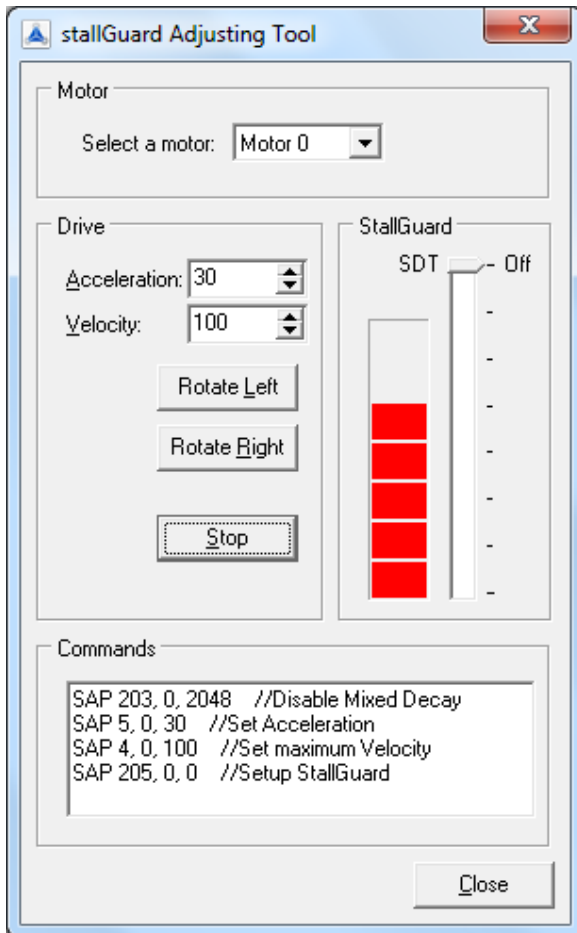 stallGuard Adjusting Tool
Motor
Select a motor: Motor 0
Drive
Acceleration: 30
Velocity: 100
Rotate Left
Rotate Right
Stop
StallGuard
SDT - Off
Commands
SAP 203, 0, 2048 //Disable Mixed Decay
SAP 5, 0, 30 //Set Acceleration
SAP 4, 0, 100 //Set maximum Velocity
SAP 205, 0, 0 //Setup StallGuard
Close